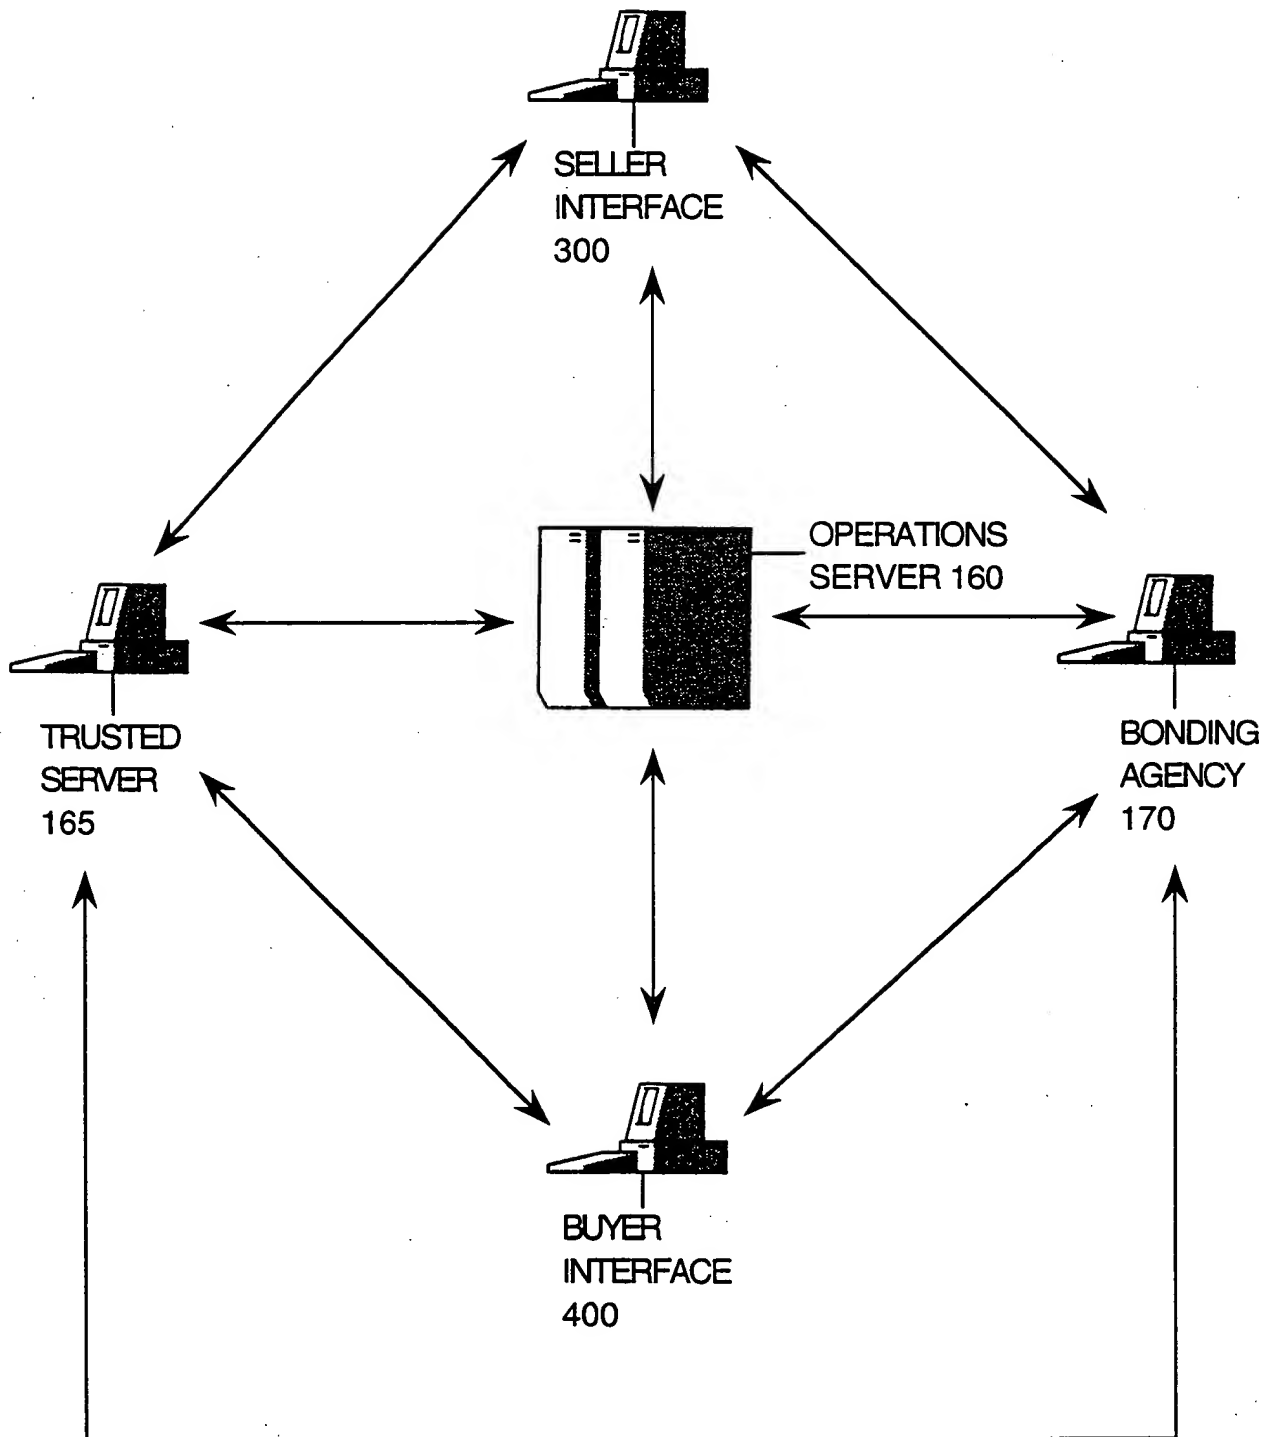 SELLER
INTERFACE
300
OPERATIONS
SERVER 160
TRUSTED
SERVER
165
BONDING
AGENCY
170
BUYER
INTERFACE
400